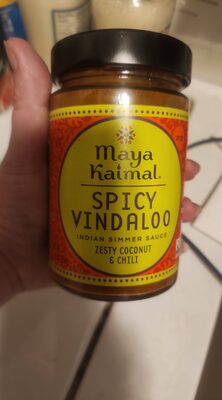 Maya
Kaimal.
SPICY
VINDALOO
INDIAN SIMMER SAUCE
ZESTY COCONUT
& CHILI